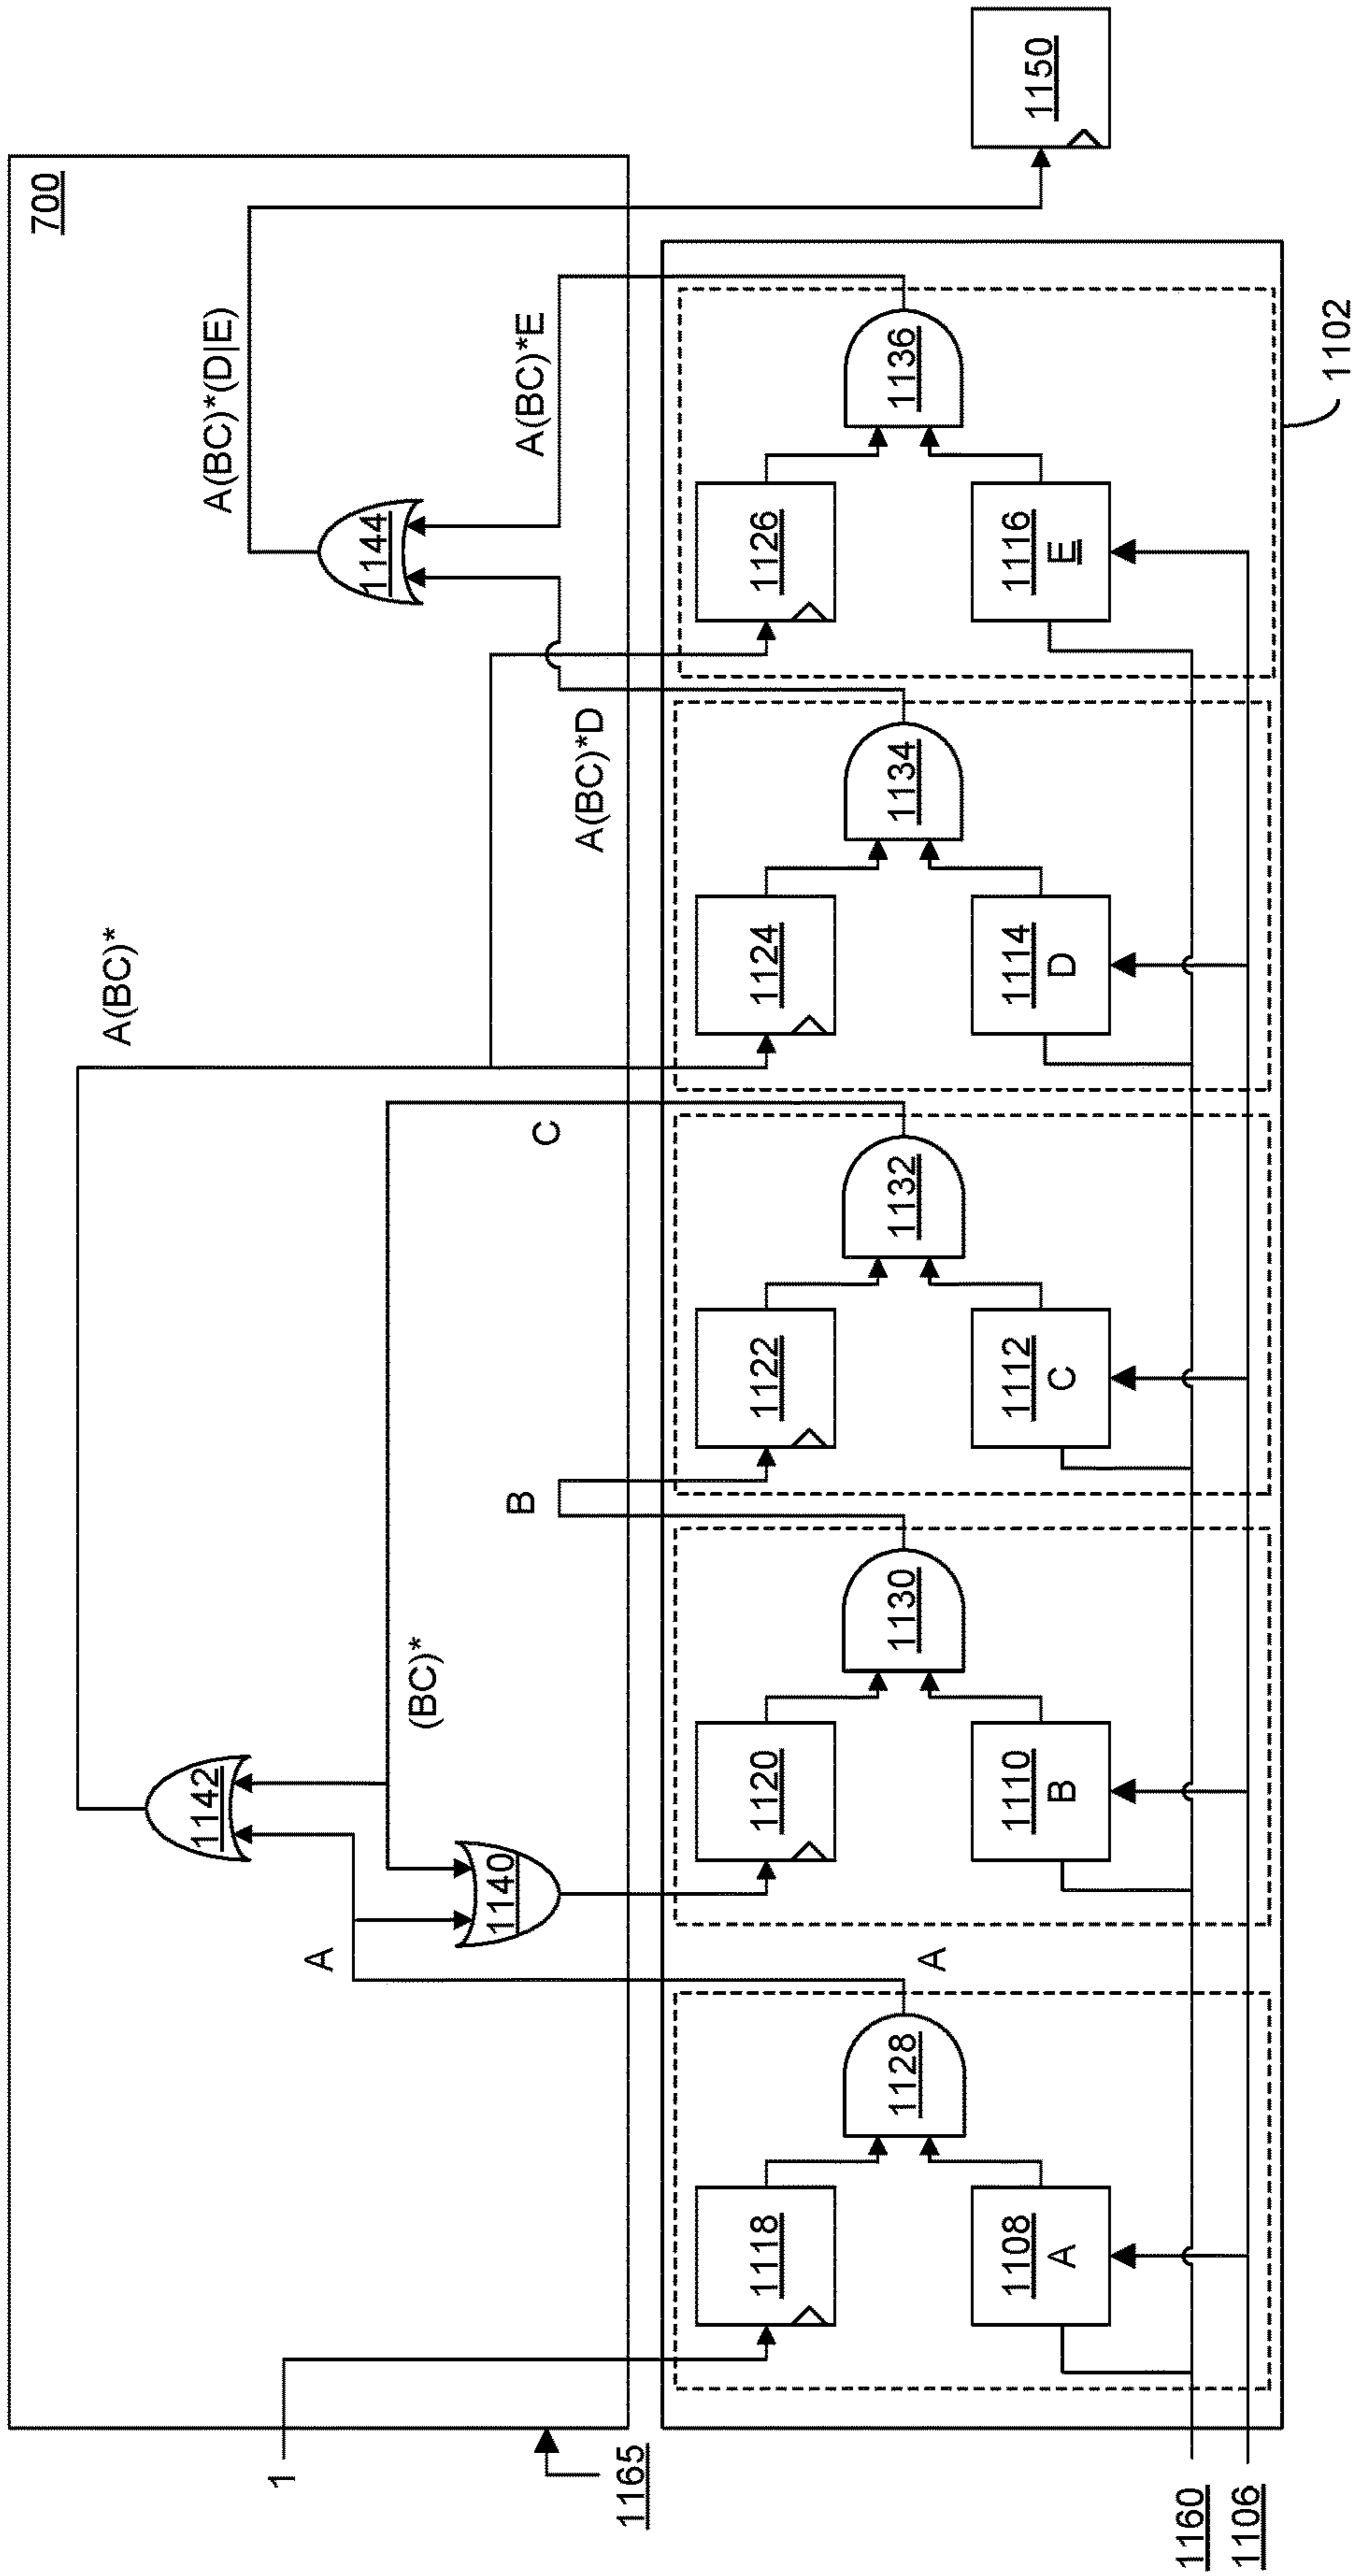 700
A(BC)*(D|E)
A(BC)*
1142
A
1144
(BC)*
1140
B
C
A(BC)*D
A(BC)*E
1
1165
1118
1120
1122
1124
1126
1128
A
1130
1132
1134
1136
1108
A
1110
B
1112
C
1114
D
1116
E
1150
1160
1106
1102